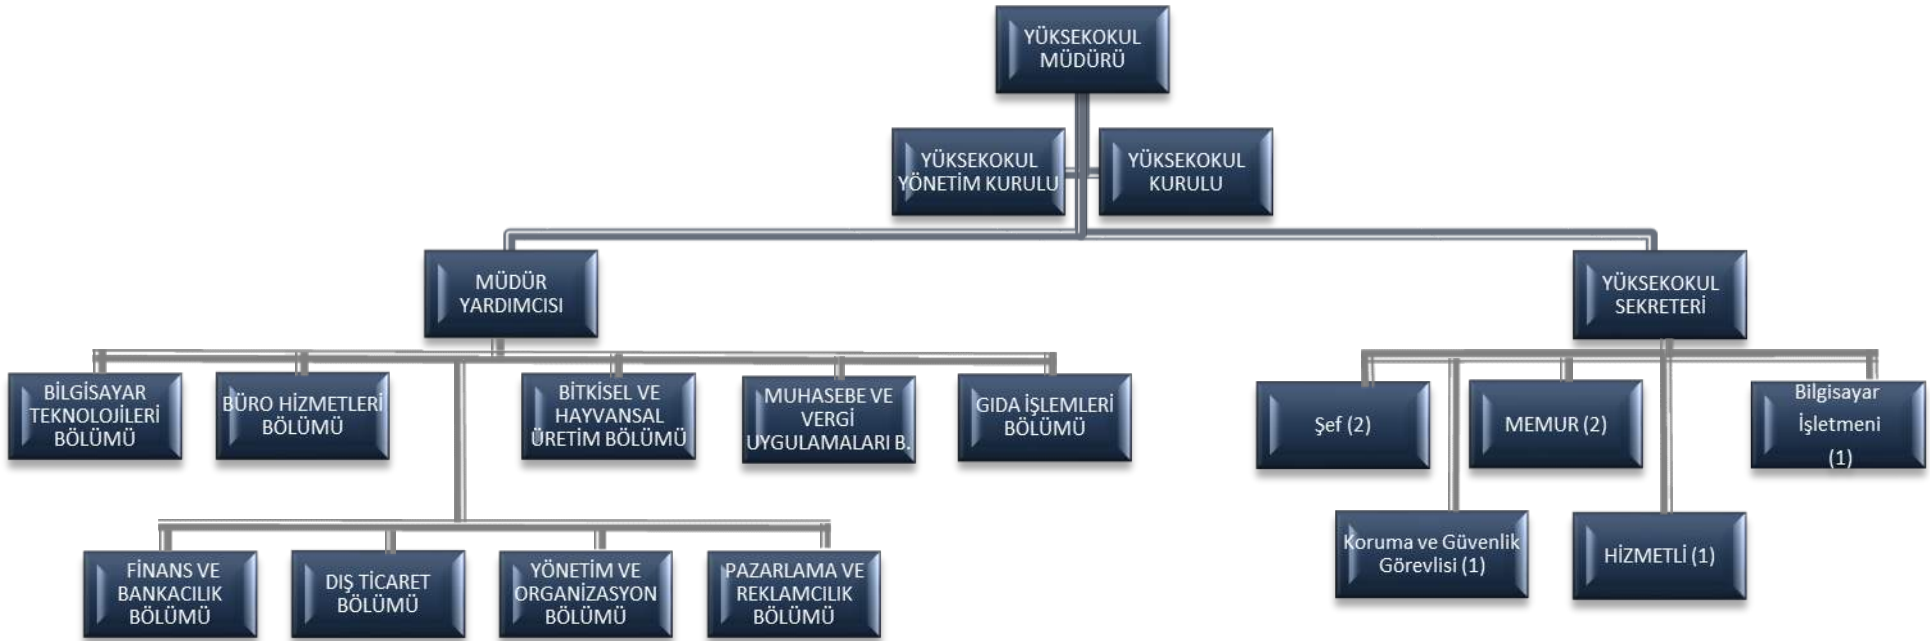 YÜKSEKOKUL
MÜDÜRÜ
YÜKSEKOKUL
YÖNETİM KURULU
YÜKSEKOKUL
KURULU
MÜDÜR
YARDIMCISI
YÜKSEKOKUL
SEKRETERİ
BİLGİSAYAR
TEKNOLOJİLERİ
BÖLÜMÜ
BÜRO HİZMETLERİ
BÖLÜMÜ
BİTKİSEL VE
HAYVANSAL
ÜRETİM BÖLÜMÜ
MUHASEBE VE
VERGİ
UYGULAMALARI B.
GIDA İŞLEMLERİ
BÖLÜMÜ
Şef (2)
MEMUR (2)
Bilgisayar
İşletmeni
(1)
FİNANS VE
BANKACILIK
BÖLÜMÜ
DIŞ TİCARET
BÖLÜMÜ
YÖNETİM VE
ORGANİZASYON
BÖLÜMÜ
PAZARLAMA VE
REKLAMCILIK
BÖLÜMÜ
Koruma ve Güvenlik
Görevlisi (1)
HİZMETLİ (1)